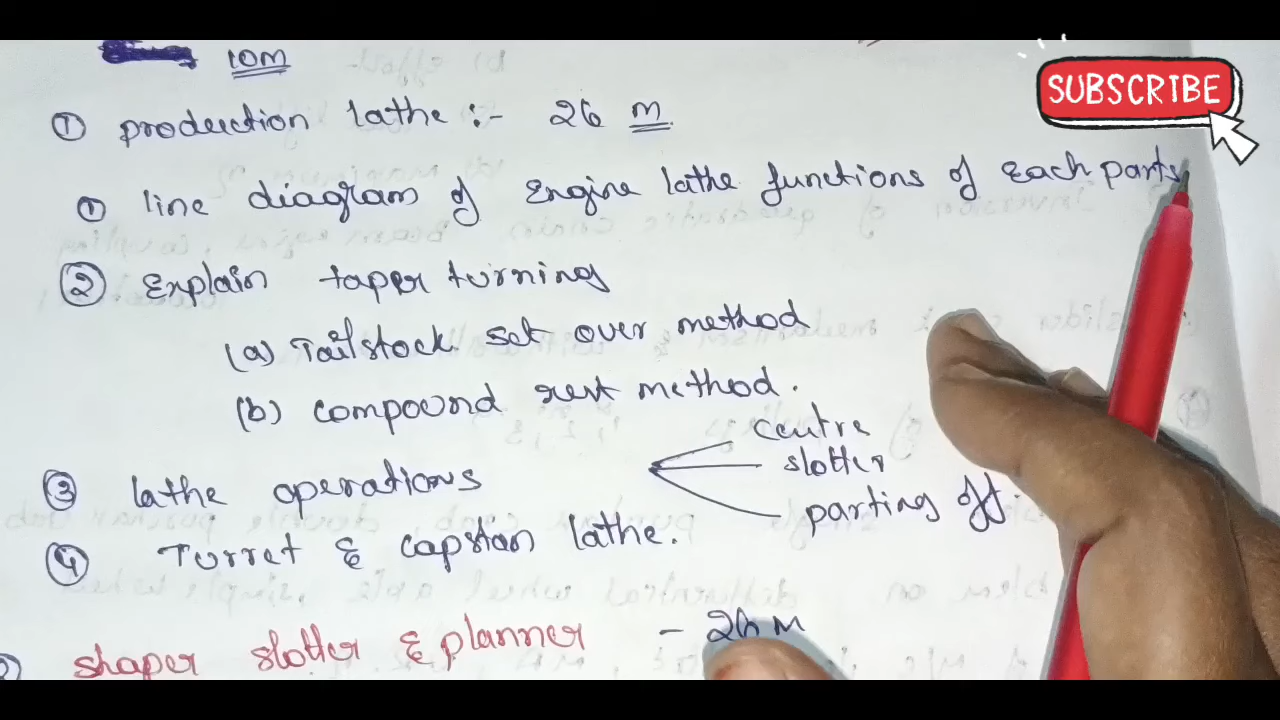 10M
SUBSCRIBE
① production lathe :- 26 M
① line diagram of Engine lathe functions of Each parts
② Explain taper turning
(a) Tailstock set over method
(b) compound rest method.
③ lathe operations
centre
slotter
parting off.
④ Turret & capstan lathe.
shaper slotter & planner - 26 M